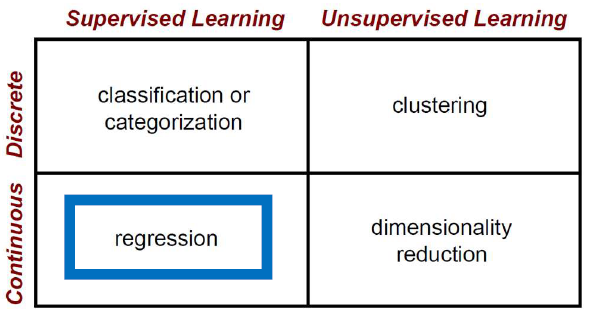 Supervised Learning
Unsupervised Learning
Discrete
classification or
categorization
clustering
Continuous
regression
dimensionality
reduction